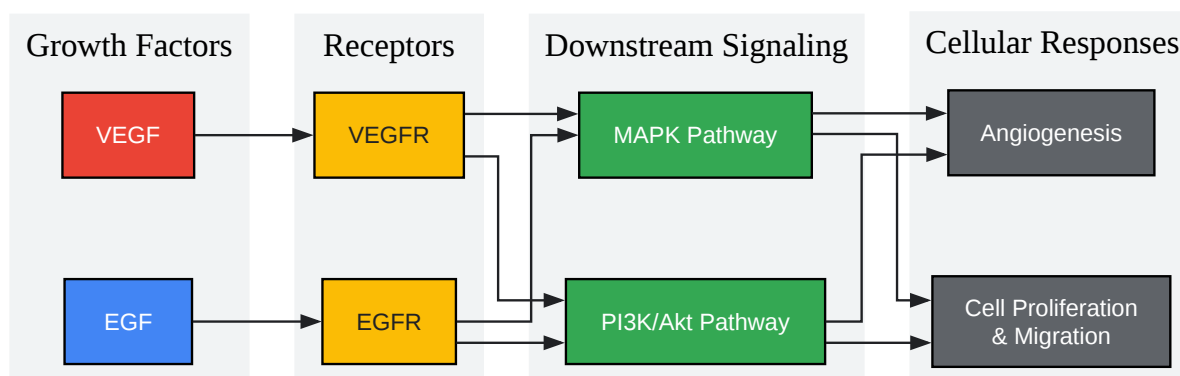 Growth Factors
Receptors
Downstream Signaling
Cellular Responses
VEGF
VEGFR
MAPK Pathway
Angiogenesis
EGF
EGFR
PI3K/Akt Pathway
Cell Proliferation
& Migration